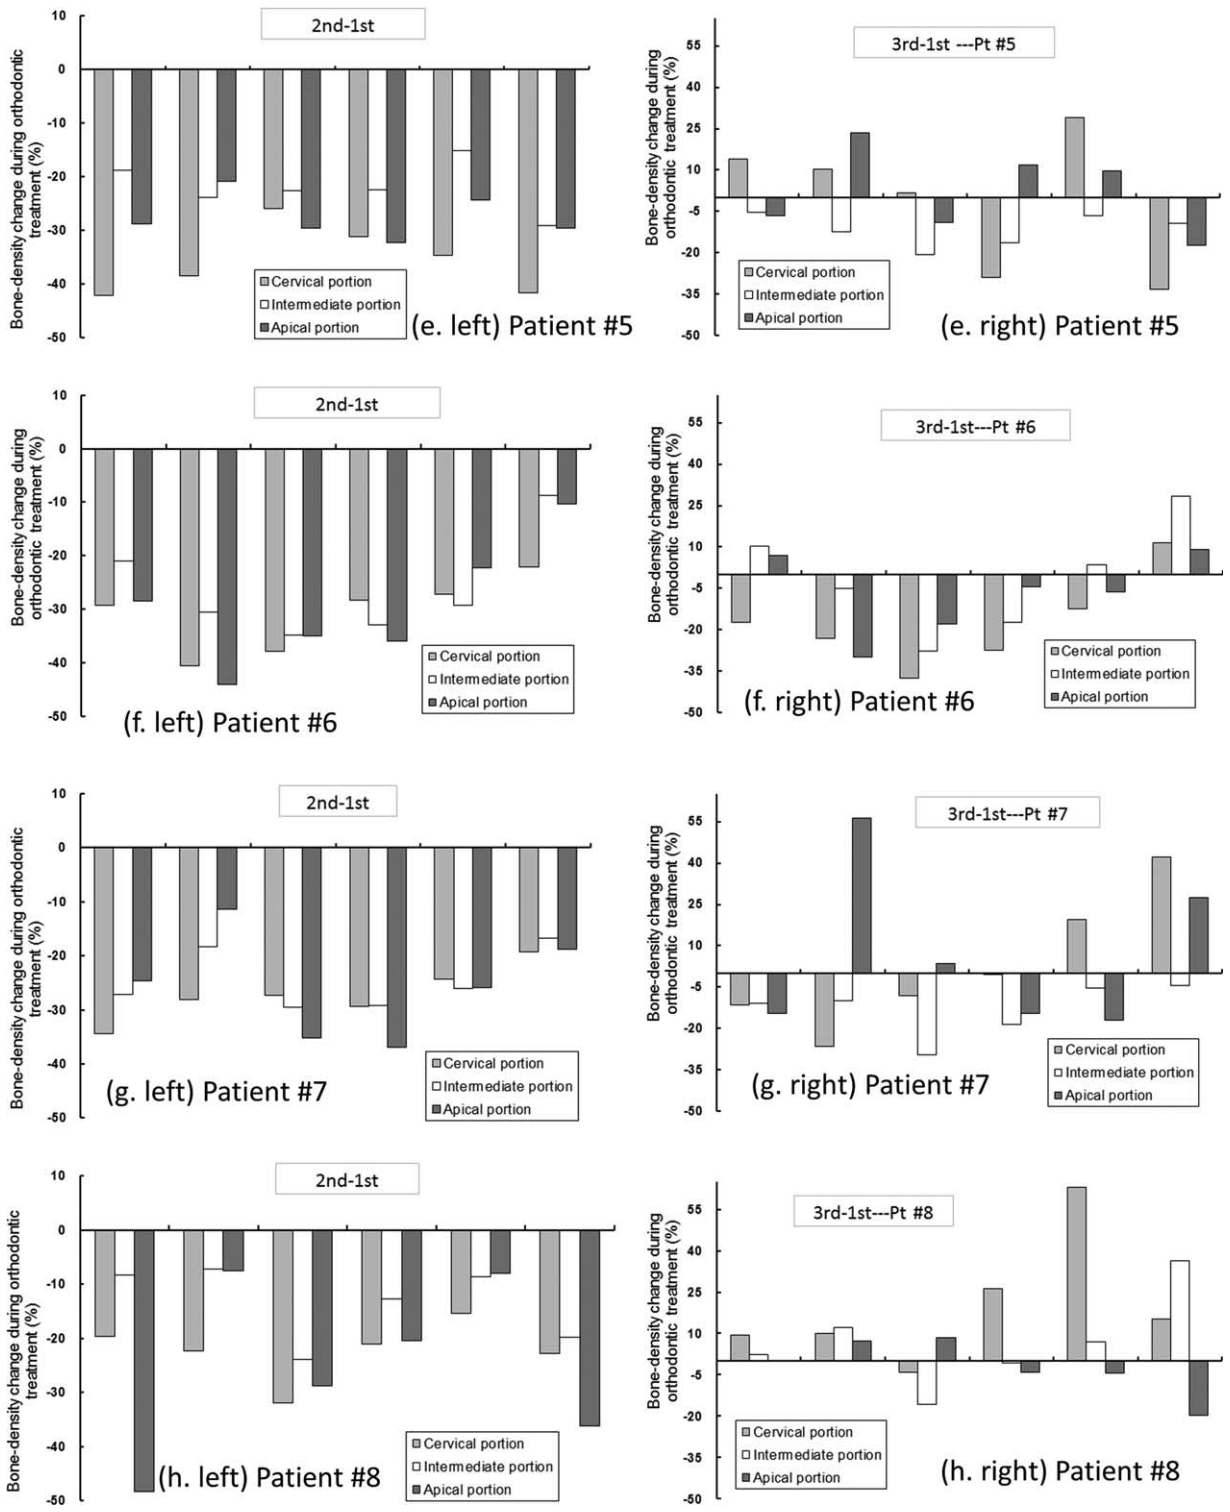 2nd-1st
Bone-density change during orthodontic
treatment (%)
10
0
-10
-20
-30
-40
-50
Cervical portion
Intermediate portion
Apical portion
(e. left) Patient #5
3rd-1st ---Pt #5
Bone-density change during
orthodontic treatment (%)
55
40
25
10
-5
-20
-35
-50
Cervical portion
Intermediate portion
Apical portion
(e. right) Patient #5
2nd-1st
Bone-density change during
orthodontic treatment (%)
10
0
-10
-20
-30
-40
-50
Cervical portion
Intermediate portion
Apical portion
(f. left) Patient #6
3rd-1st---Pt #6
Bone-density change during
orthodontic treatment (%)
55
40
25
10
-5
-20
-35
-50
Cervical portion
Intermediate portion
Apical portion
(f. right) Patient #6
2nd-1st
Bone-density change during orthodontic
treatment (%)
10
0
-10
-20
-30
-40
-50
Cervical portion
Intermediate portion
Apical portion
(g. left) Patient #7
3rd-1st---Pt #7
Bone-density change during
orthodontic treatment (%)
55
40
25
10
-5
-20
-35
-50
Cervical portion
Intermediate portion
Apical portion
(g. right) Patient #7
2nd-1st
Bone-density change during orthodontic
treatment (%)
10
0
-10
-20
-30
-40
-50
Cervical portion
Intermediate portion
Apical portion
(h. left) Patient #8
3rd-1st---Pt #8
Bone-density change during
orthodontic treatment (%)
55
40
25
10
-5
-20
-35
-50
Cervical portion
Intermediate portion
Apical portion
(h. right) Patient #8